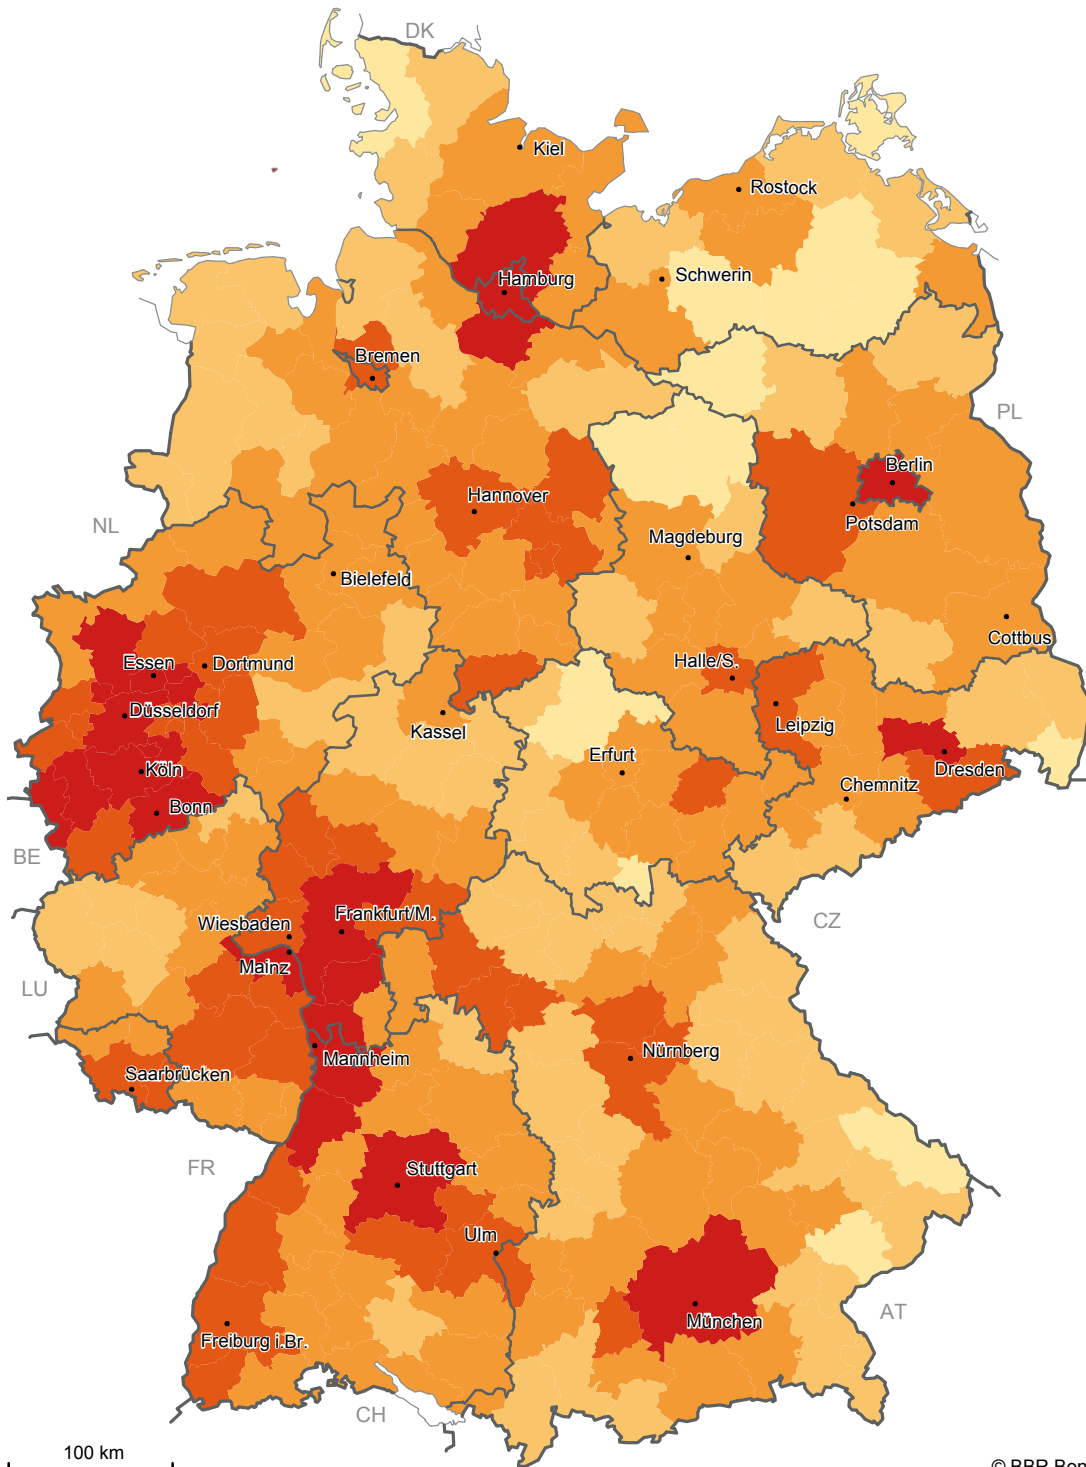 DK
Kiel
Rostock
Schwerin
Hamburg
Bremen
PL
Berlin
Hannover
Potsdam
NL
Magdeburg
Bielefeld
Cottbus
Essen
Dortmund
Halle/S.
Düsseldorf
Leipzig
Kassel
Erfurt
Köln
Dresden
Chemnitz
Bonn
BE
Wiesbaden
Frankfurt/M.
CZ
Mainz
LU
Nürnberg
Mannheim
Saarbrücken
FR
Stuttgart
Ulm
AT
München
Freiburg i.Br.
CH
100 km